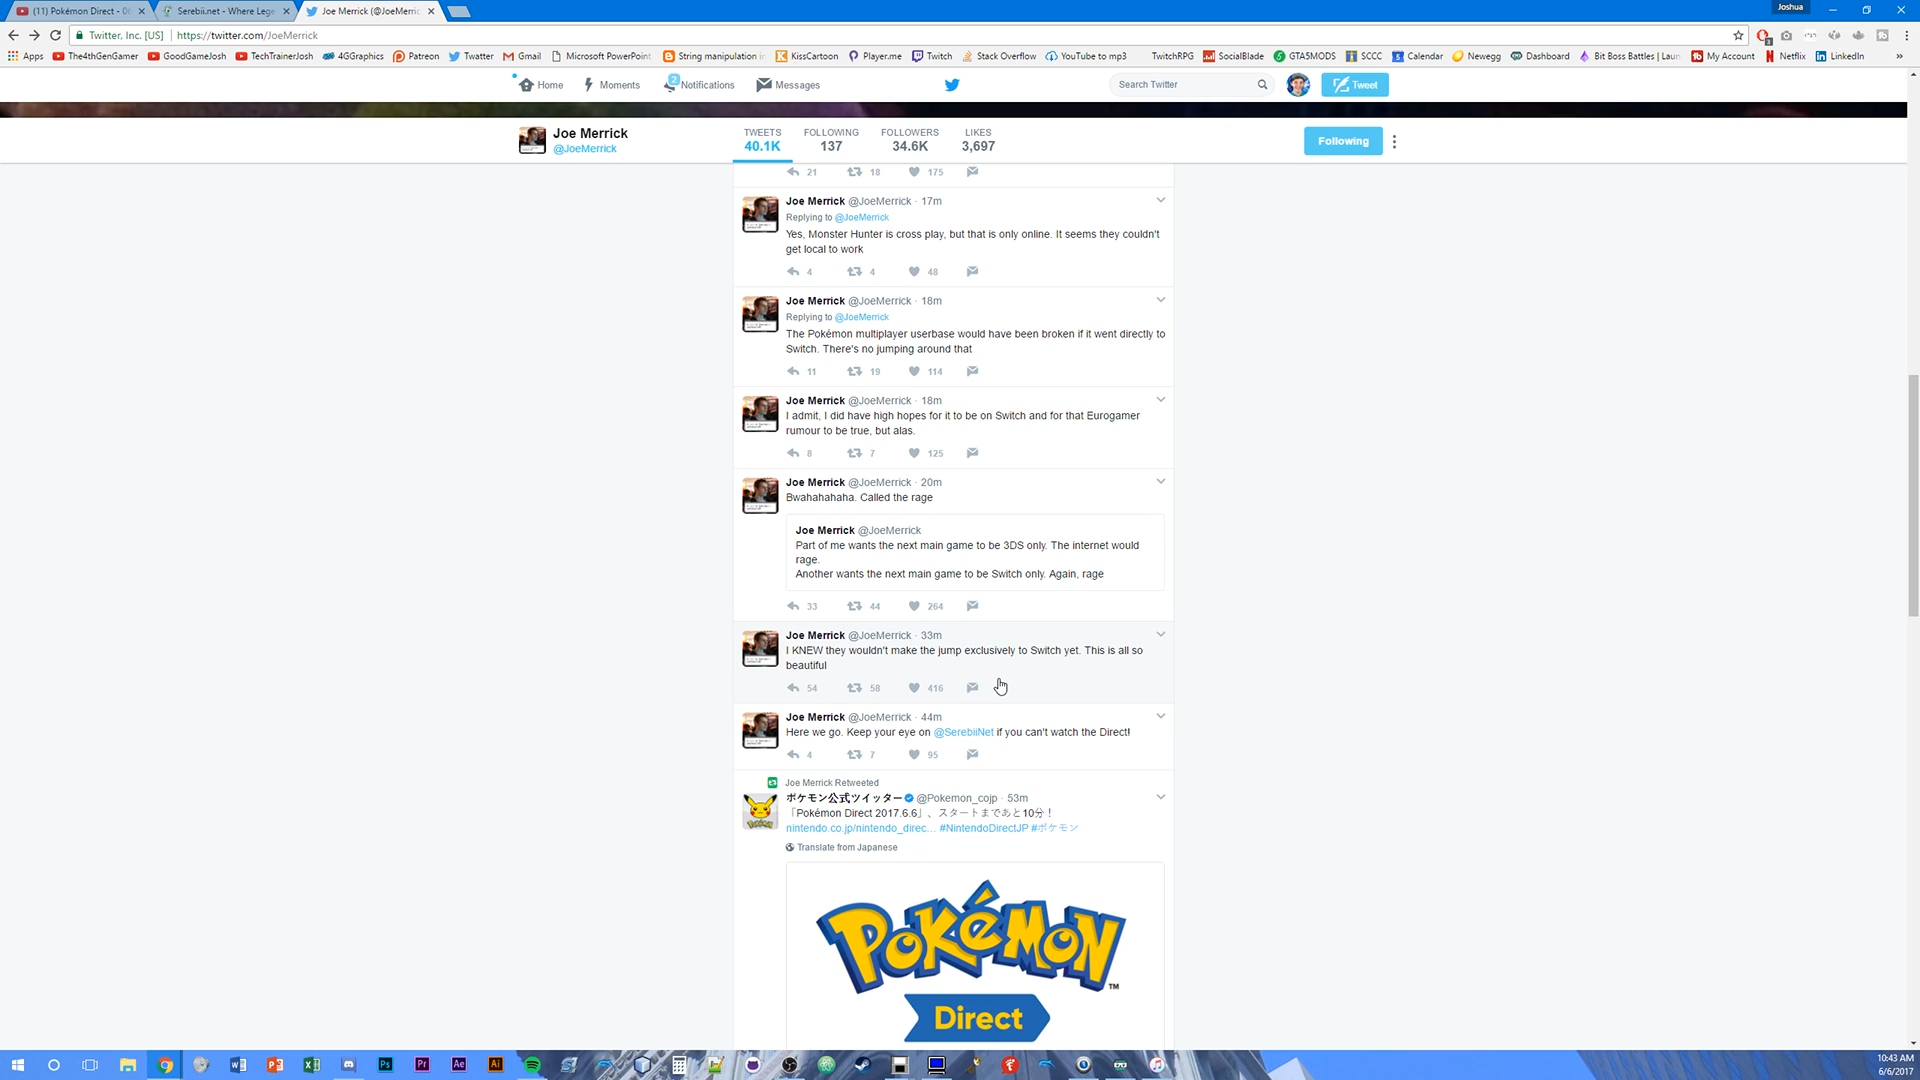 (11) Pokémon Direct - 06
Serebii.net - Where Lege
Joe Merrick (@JoeMerric
Joshua
Twitter, Inc. [US]
https://twitter.com/JoeMerrick
Apps
The4thGenGamer
GoodGameJosh
TechTrainerJosh
4GGraphics
Patreon
Twatter
Gmail
Microsoft PowerPoint
String manipulation in
KissCartoon
Player.me
Twitch
Stack Overflow
YouTube to mp3
TwitchRPG
SocialBlade
GTA5MODS
SCCC
Calendar
Newegg
Dashboard
Bit Boss Battles | Laun
My Account
Netflix
LinkedIn
»
Home
Moments
2
Notifications
Messages
Search Twitter
Tweet
Joe Merrick
@JoeMerrick
TWEETS
40.1K
FOLLOWING
137
FOLLOWERS
34.6K
LIKES
3,697
Following
21 18 175
Joe Merrick @JoeMerrick · 17m
Replying to @JoeMerrick
Yes, Monster Hunter is cross play, but that is only online. It seems they couldn't
get local to work
4 4 48
Joe Merrick @JoeMerrick · 18m
Replying to @JoeMerrick
The Pokémon multiplayer userbase would have been broken if it went directly to
Switch. There's no jumping around that
11 19 114
Joe Merrick @JoeMerrick · 18m
I admit, I did have high hopes for it to be on Switch and for that Eurogamer
rumour to be true, but alas.
8 7 125
Joe Merrick @JoeMerrick · 20m
Bwahahahaha. Called the rage
Joe Merrick @JoeMerrick
Part of me wants the next main game to be 3DS only. The internet would
rage.
Another wants the next main game to be Switch only. Again, rage
33 44 264
Joe Merrick @JoeMerrick · 33m
I KNEW they wouldn't make the jump exclusively to Switch yet. This is all so
beautiful
54 58 416
Joe Merrick @JoeMerrick · 44m
Here we go. Keep your eye on @SerebiiNet if you can't watch the Direct!
4 7 95
Joe Merrick Retweeted
ポケモン公式ツイッター @Pokemon_cojp · 53m
「Pokémon Direct 2017.6.6」、スタートまであと10分！
nintendo.co.jp/nintendo_direc... #NintendoDirectJP #ポケモン
Translate from Japanese
POKéMON
TM
Direct
10:43 AM
6/6/2017